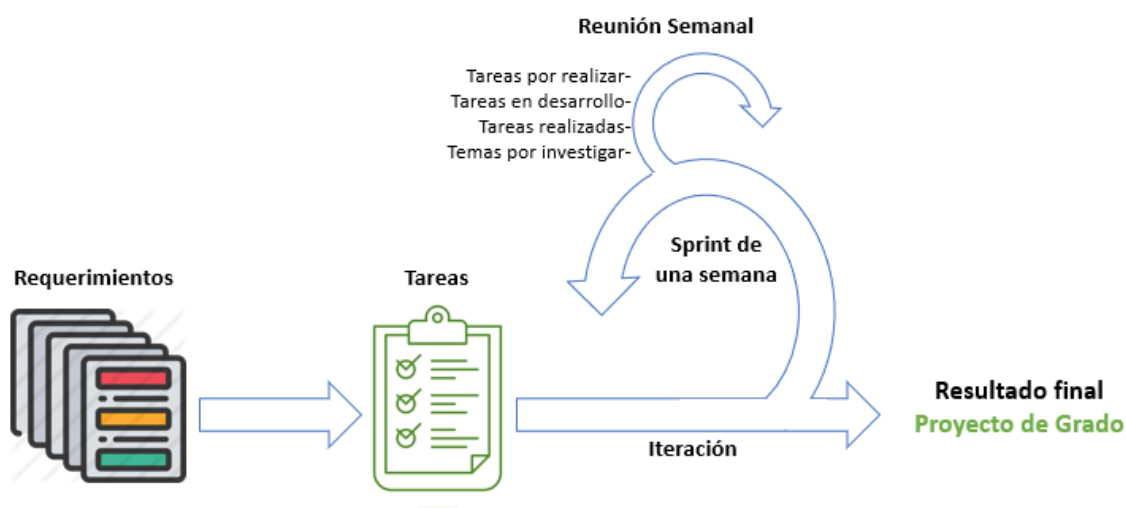 Reunión Semanal
Tareas por realizar-
Tareas en desarrollo-
Tareas realizadas-
Temas por investigar-
Sprint de
una semana
Requerimientos
Tareas
Iteración
Resultado final
Proyecto de Grado